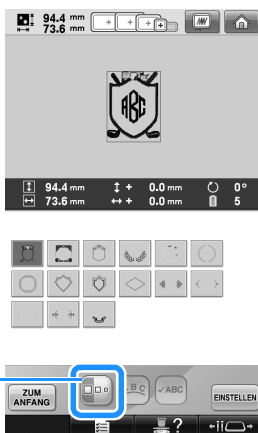 94.4 mm
73.6 mm
ABC
94.4 mm + 0.0 mm 0°
73.6 mm + 0.0 mm 5
ZUM ANFANG
B C
ABC
EINSTELLEN
?